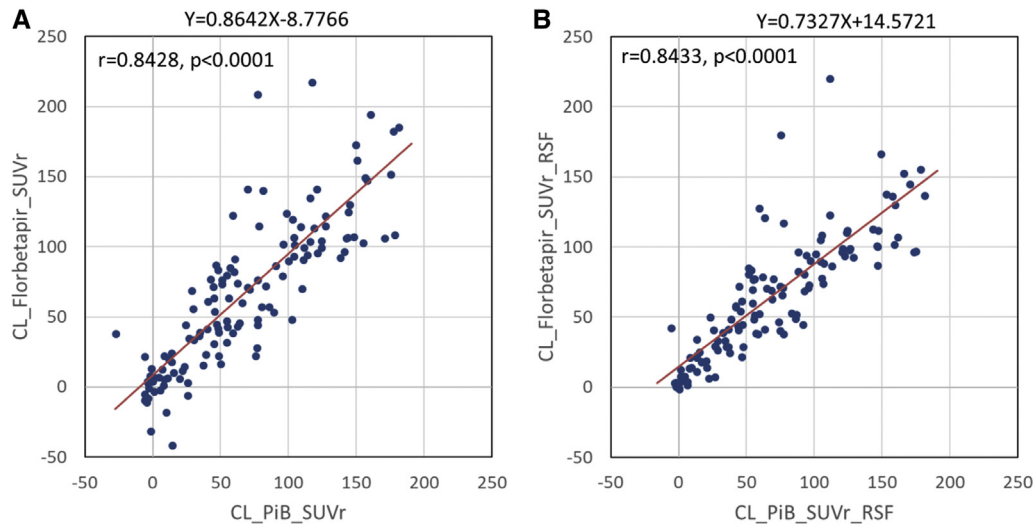 A
Y=0.8642X-8.7766
r=0.8428, p<0.0001
CL_Florbetapir_SUVr
250
200
150
100
50
0
-50
-50 0 50 100 150 200 250
CL_PiB_SUVr
B
Y=0.7327X+14.5721
r=0.8433, p<0.0001
CL_Florbetapir_SUVr_RSF
250
200
150
100
50
0
-50
-50 0 50 100 150 200 250
CL_PiB_SUVr_RSF